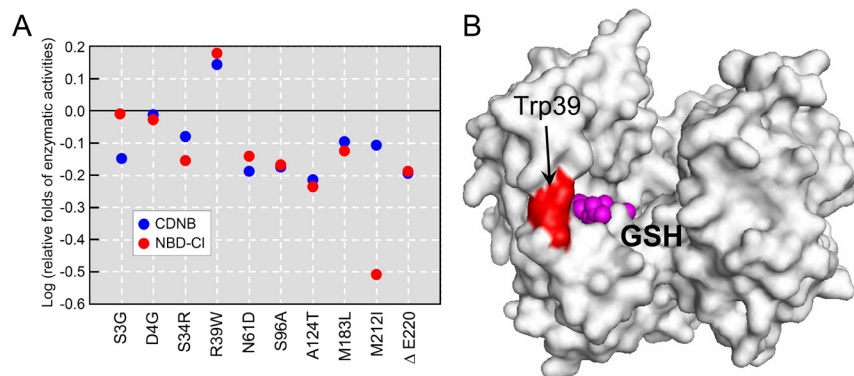 A
B
Log (relative folds of enzymatic activities)
0.2
0.1
0.0
-0.1
-0.2
-0.3
-0.4
-0.5
-0.6
CDNB
NBD-Cl
S3G
D4G
S34R
R39W
N61D
S96A
A124T
M183L
M212I
Δ E220
Trp39
GSH